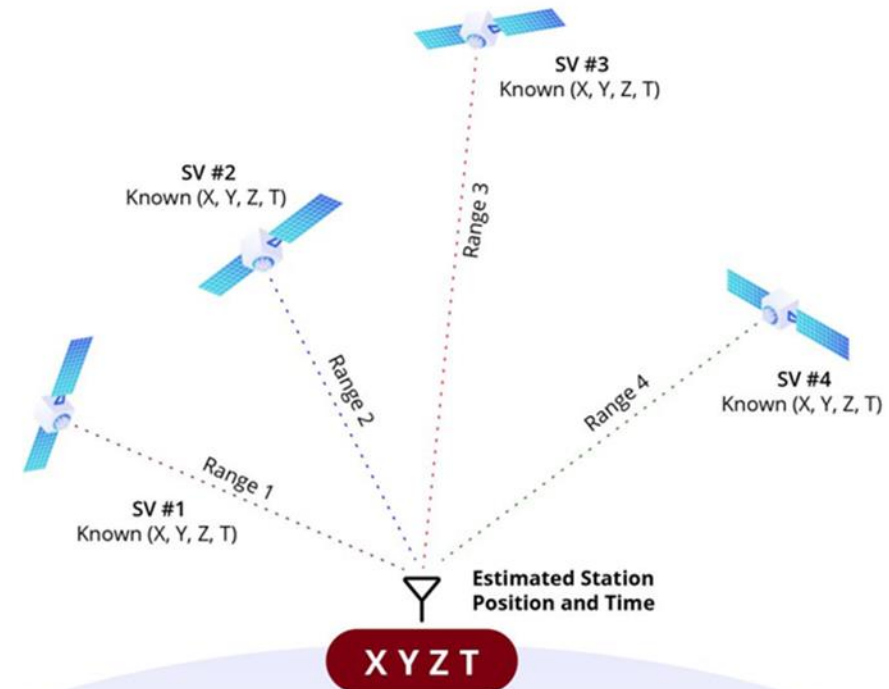 SV #3
Known (X, Y, Z, T)
SV #2
Known (X, Y, Z, T)
Range 3
SV #4
Known (X, Y, Z, T)
Range 2
Range 4
Range 1
SV #1
Known (X, Y, Z, T)
Estimated Station
Position and Time
X Y Z T